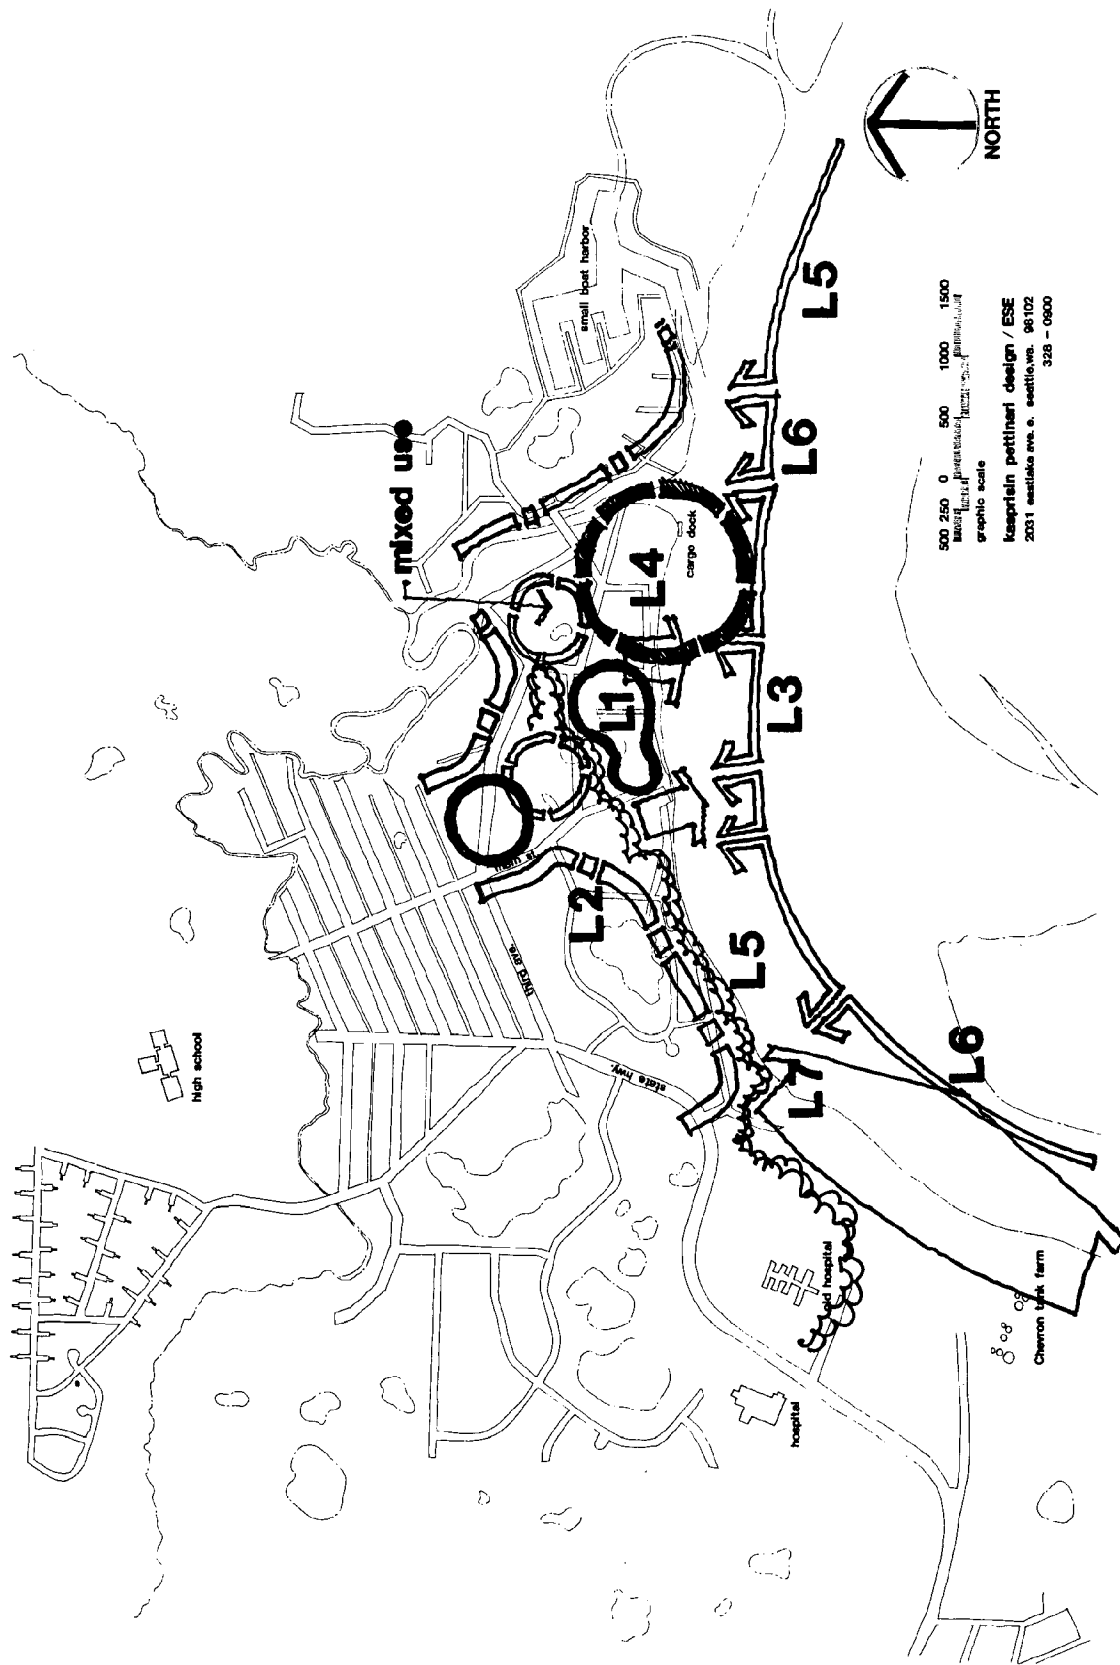 mixed use
small boat harbor
NORTH
L5
L6
L4
cargo dock
L1
L3
L2
third ave.
high school
state hwy.
L5
L7
L6
old hospital
hospital
Chevron tank farm
500 250 0 500 1000 1500
graphic scale
kasprisin pettinari design / ESE
2031 eastlake ave. e. seattle,wa. 98102
328 - 0900